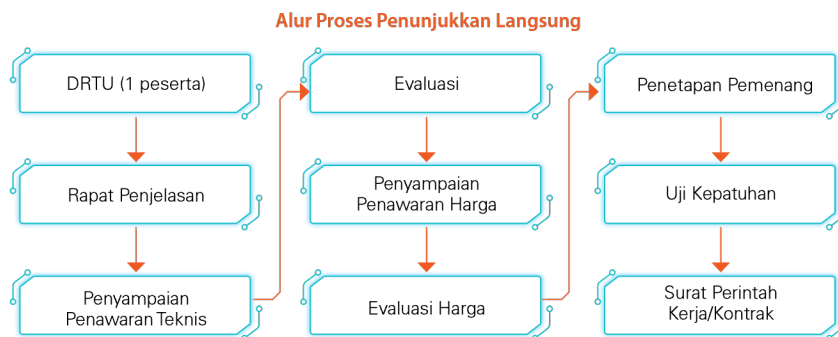 Alur Proses Penunjukkan Langsung
DRTU (1 peserta)
Rapat Penjelasan
Penyampaian
Penawaran Teknis
Evaluasi
Penyampaian
Penawaran Harga
Evaluasi Harga
Penetapan Pemenang
Uji Kepatuhan
Surat Perintah
Kerja/Kontrak